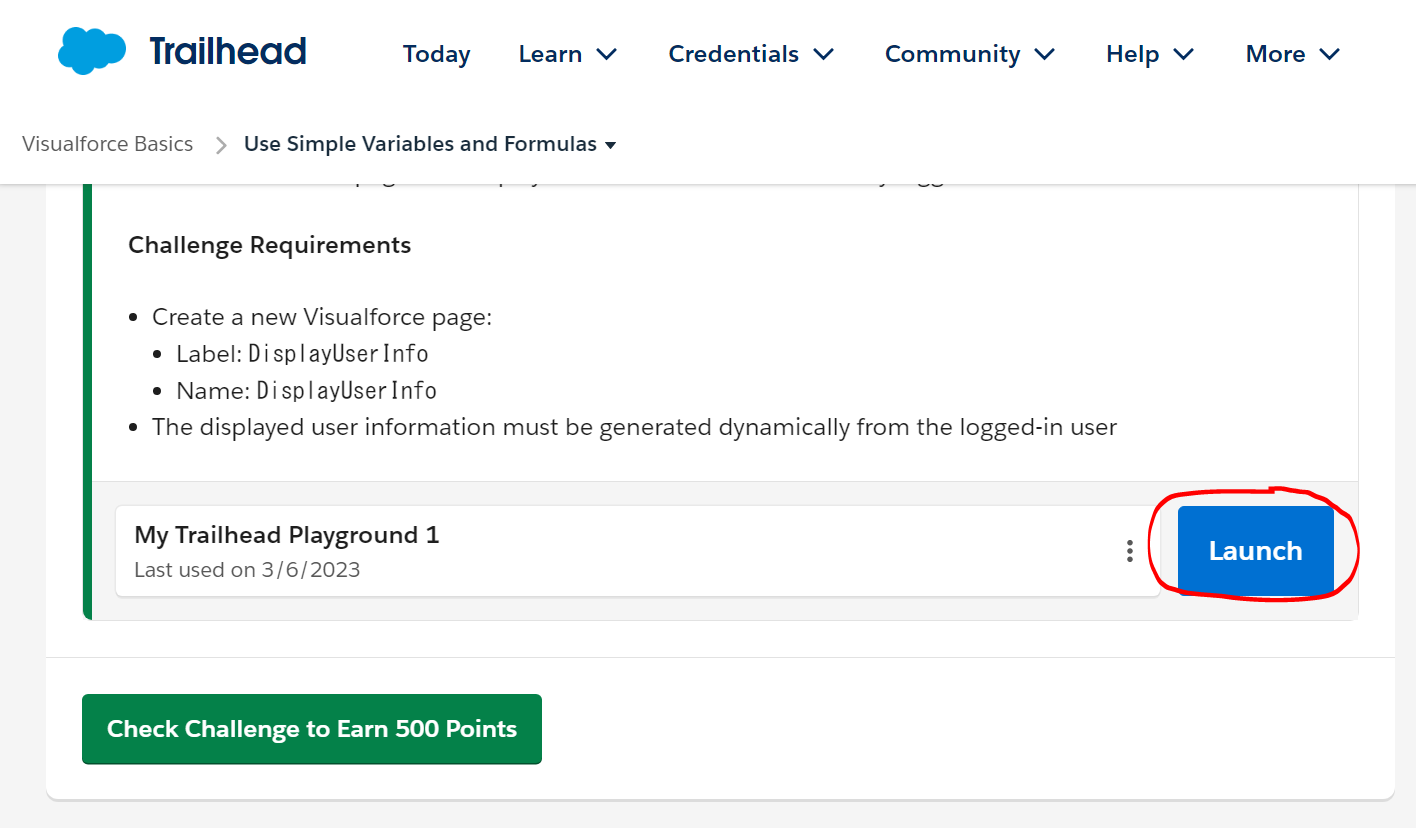 Trailhead
Today Learn Credentials Community Help More
Visualforce Basics Use Simple Variables and Formulas
Challenge Requirements
Create a new Visualforce page:
Label: DisplayUserInfo
Name: DisplayUserInfo
The displayed user information must be generated dynamically from the logged-in user
My Trailhead Playground 1
Last used on 3/6/2023
Launch
Check Challenge to Earn 500 Points